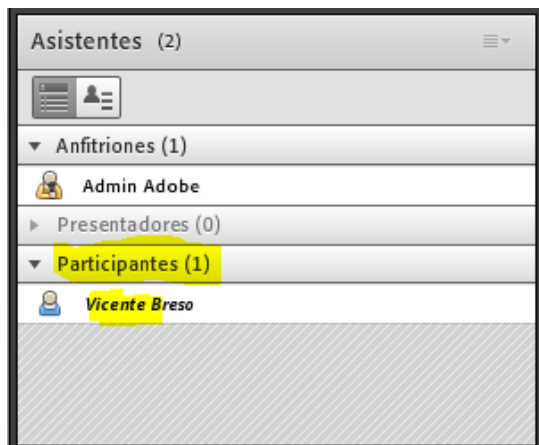 Asistentes (2)
Anfitriones (1)
Admin Adobe
Presentadores (0)
Participantes (1)
Vicente Breso